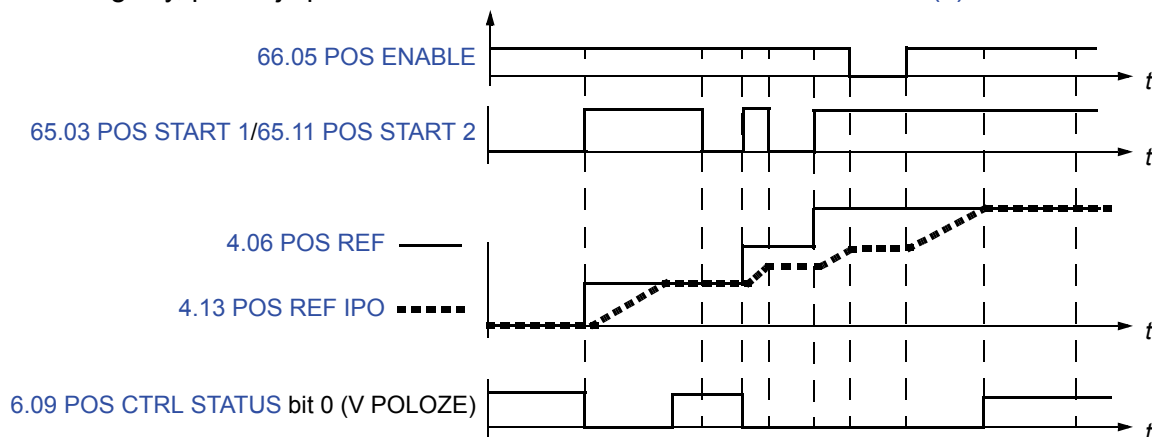 66.05 POS ENABLE
t
65.03 POS START 1/65.11 POS START 2
t
4.06 POS REF
4.13 POS REF IPO
t
6.09 POS CTRL STATUS bit 0 (V POLOZE)
t